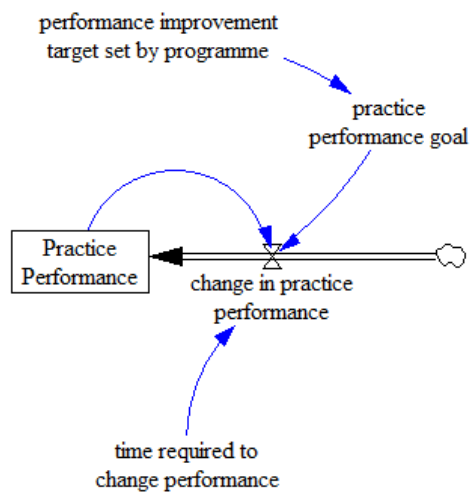 performance improvement
target set by programme
practice
performance goal
Practice
Performance
change in practice
performance
time required to
change performance